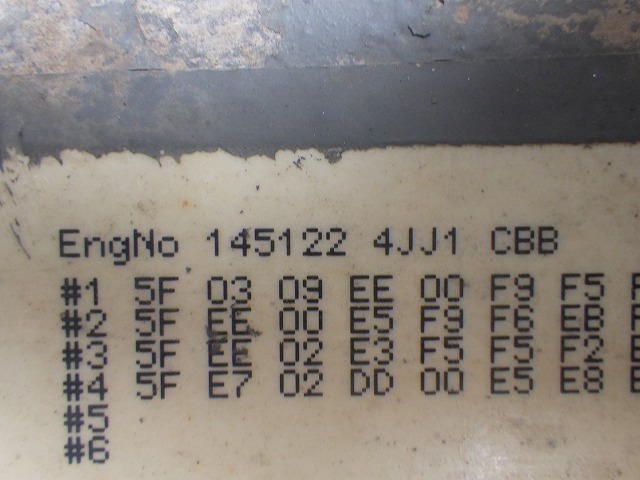 EngNo 145122 4JJ1 CBB
#1 5F 03 09 EE 00 F9 F5
#2 5F EE 00 E5 F9 F6 EB
#3 5F EE 02 E3 F5 F5 F2
#4 5F E7 02 DD 00 E5 E8
#5
#6